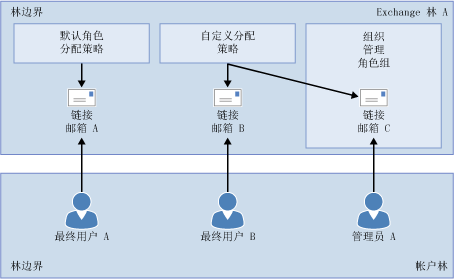 林边界
Exchange 林 A
默认角色
分配策略
自定义分配
策略
组织
管理
角色组
链接
邮箱 A
链接
邮箱 B
链接
邮箱 C
最终用户 A
最终用户 B
管理员 A
林边界
帐户林